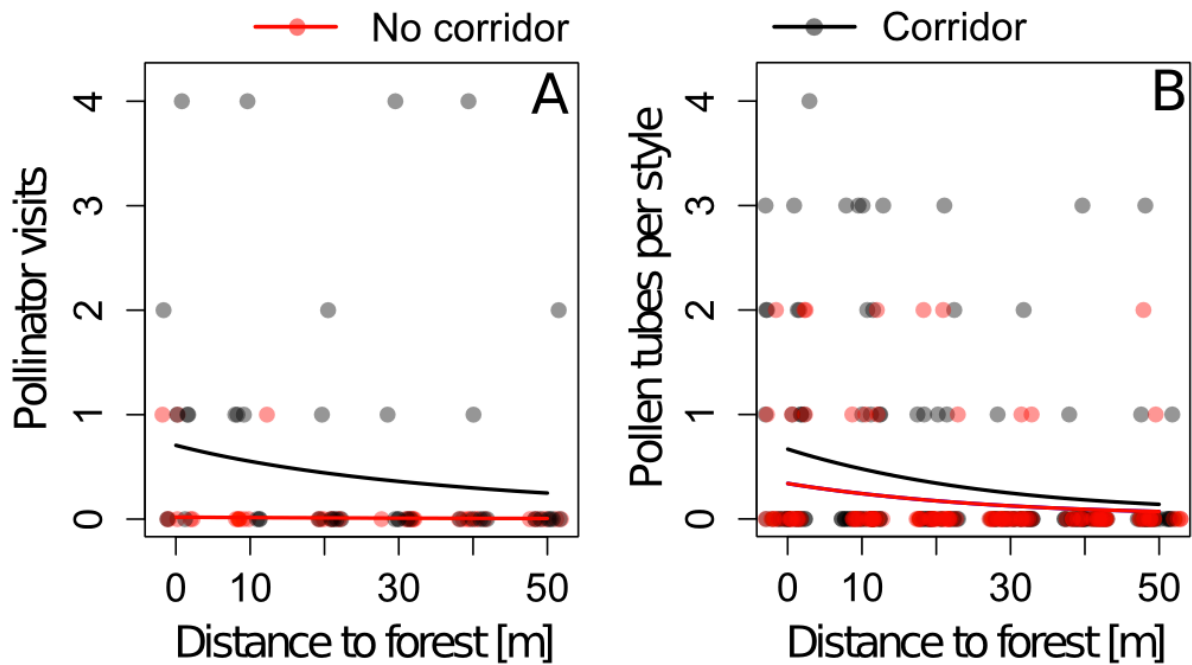 No corridor
Corridor
A
Pollinator visits
4
3
2
1
0
0 10 30 50
Distance to forest [m]
B
Pollen tubes per style
4
3
2
1
0
0 10 30 50
Distance to forest [m]